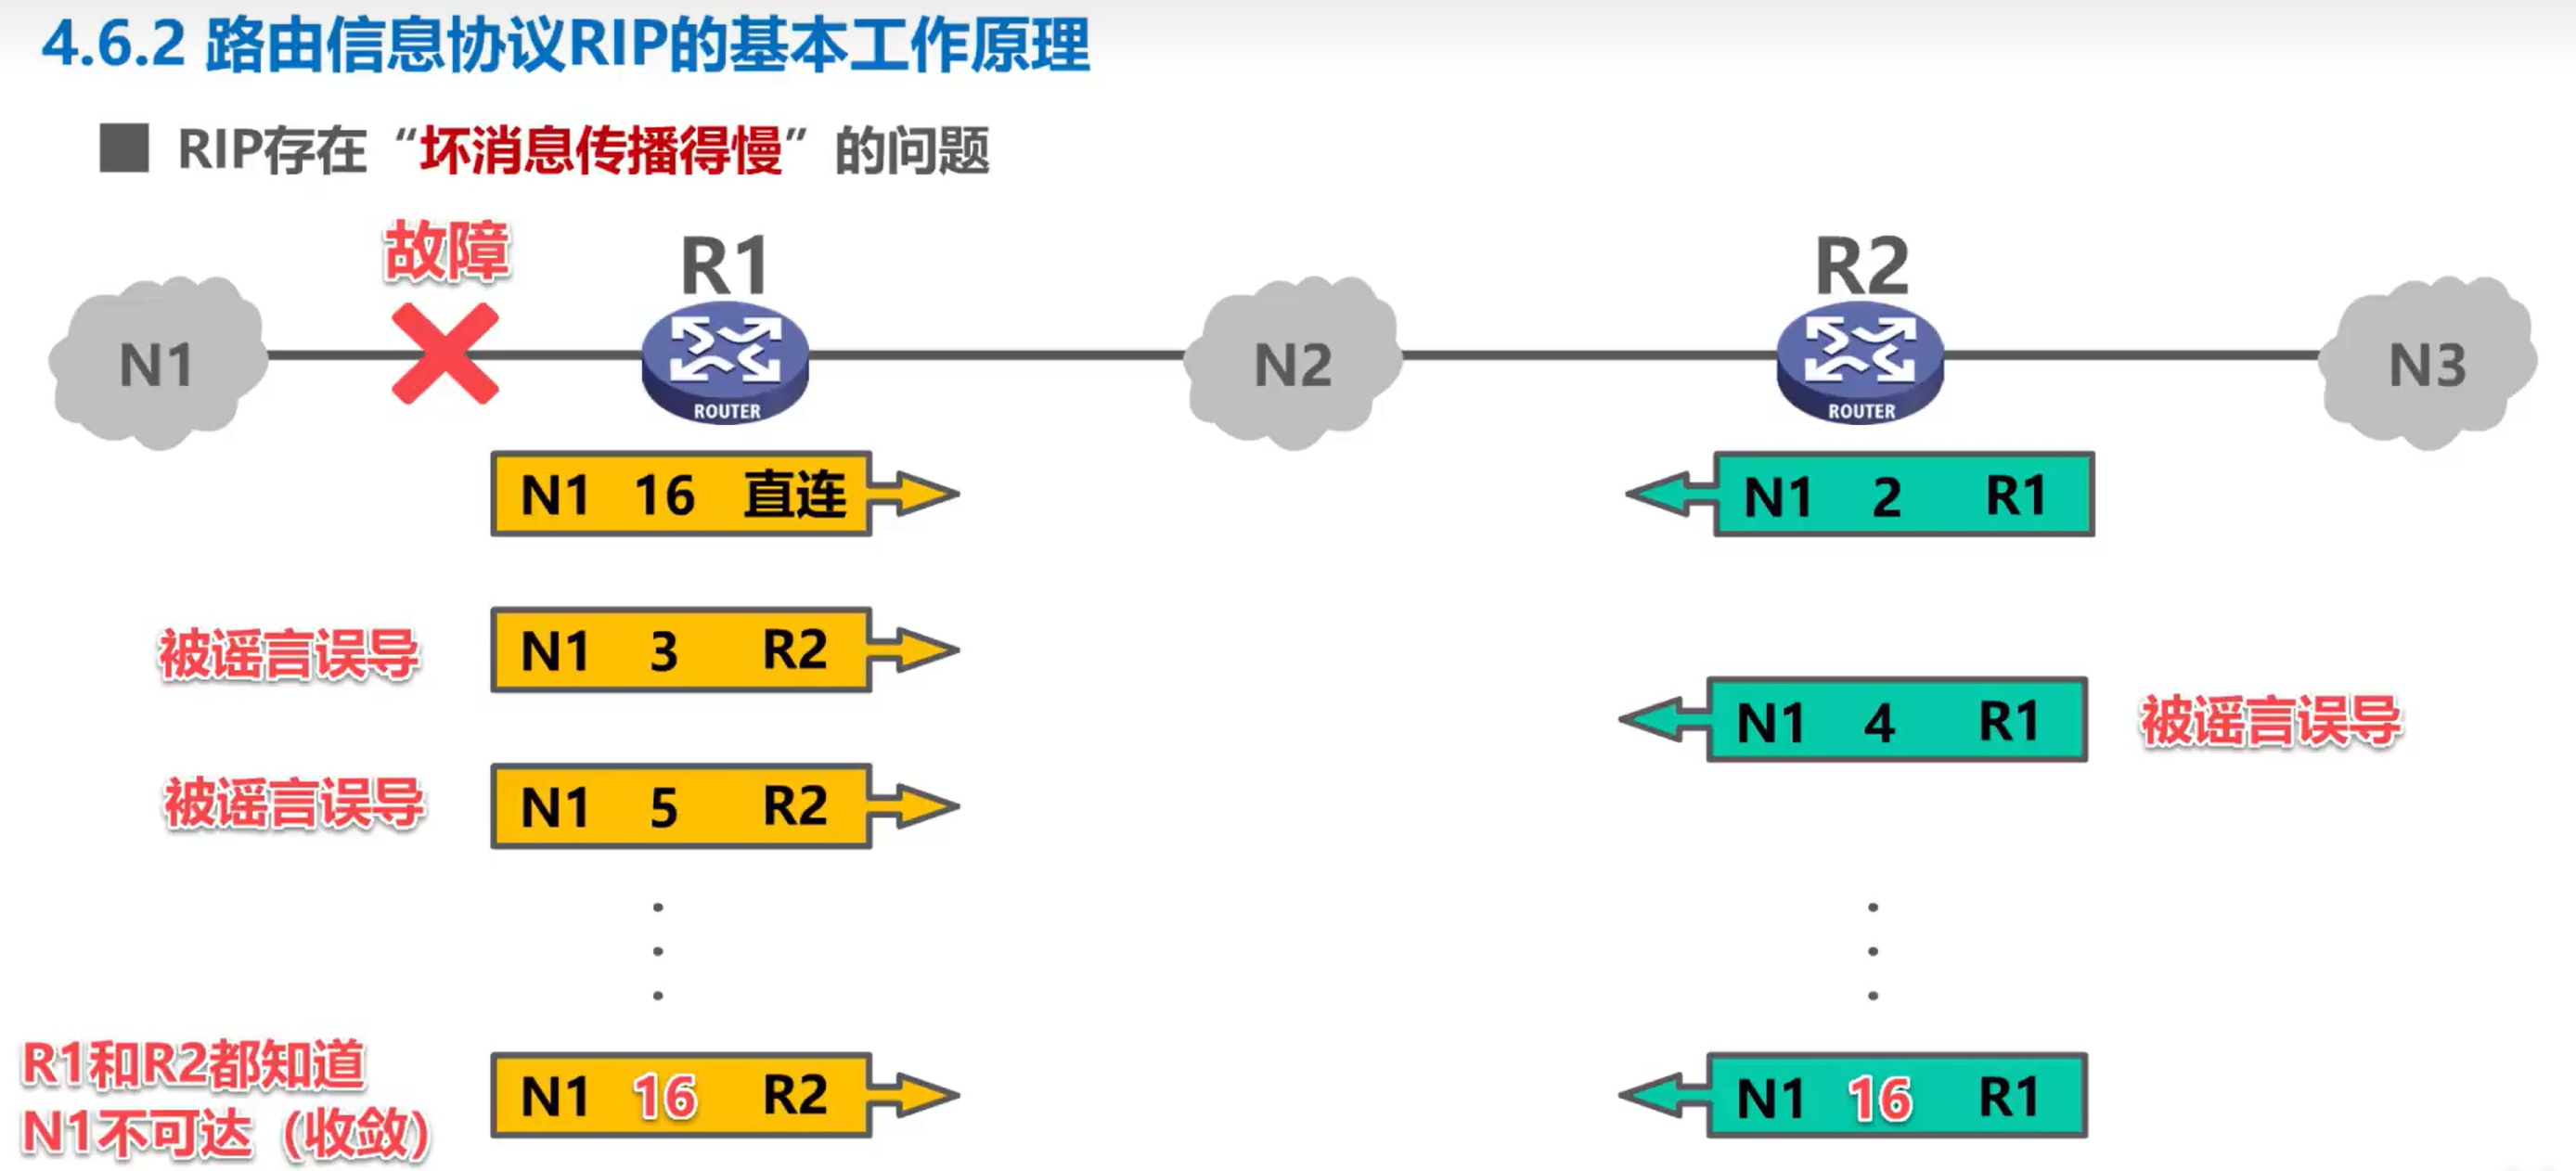 4.6.2 路由信息协议RIP的基本工作原理
RIP存在“坏消息传播得慢”的问题
故障
R1
R2
N1
N2
N3
ROUTER
ROUTER
N1 16 直连
N1 2 R1
被谣言误导
N1 3 R2
N1 4 R1
被谣言误导
被谣言误导
N1 5 R2
R1和R2都知道
N1不可达（收敛）
N1 16 R2
N1 16 R1